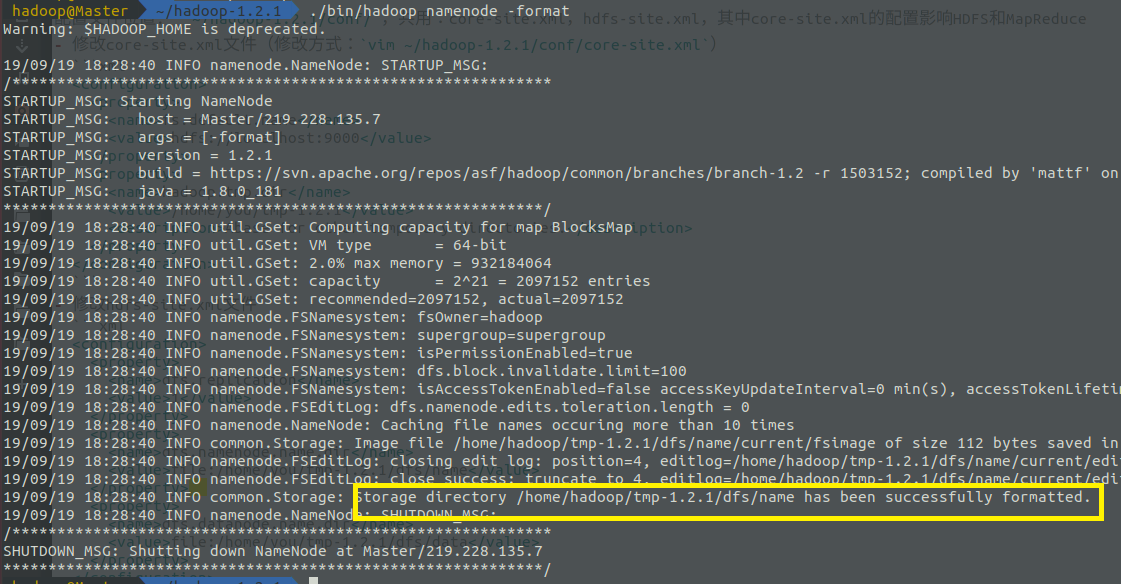 hadoop@Master ~/hadoop-1.2.1 ./bin/hadoop namenode -format
Warning: $HADOOP_HOME is deprecated.
19/09/19 18:28:40 INFO namenode.NameNode: STARTUP_MSG:
/************************************************************
STARTUP_MSG: Starting NameNode
STARTUP_MSG:   host = Master/219.228.135.7
STARTUP_MSG:   args = [-format]
STARTUP_MSG:   version = 1.2.1
STARTUP_MSG:   build = https://svn.apache.org/repos/asf/hadoop/common/branches/branch-1.2 -r 1503152; compiled by 'mattf' on
STARTUP_MSG:   java = 1.8.0_181
************************************************************/
19/09/19 18:28:40 INFO util.GSet: Computing capacity for map BlocksMap
19/09/19 18:28:40 INFO util.GSet: VM type       = 64-bit
19/09/19 18:28:40 INFO util.GSet: 2.0% max memory = 932184064
19/09/19 18:28:40 INFO util.GSet: capacity      = 2^21 = 2097152 entries
19/09/19 18:28:40 INFO util.GSet: recommended=2097152, actual=2097152
19/09/19 18:28:40 INFO namenode.FSNamesystem: fsOwner=hadoop
19/09/19 18:28:40 INFO namenode.FSNamesystem: supergroup=supergroup
19/09/19 18:28:40 INFO namenode.FSNamesystem: isPermissionEnabled=true
19/09/19 18:28:40 INFO namenode.FSNamesystem: dfs.block.invalidate.limit=100
19/09/19 18:28:40 INFO namenode.FSNamesystem: isAccessTokenEnabled=false accessKeyUpdateInterval=0 min(s), accessTokenLifeti
19/09/19 18:28:40 INFO namenode.FSEditLog: dfs.namenode.edits.toleration.length = 0
19/09/19 18:28:40 INFO namenode.NameNode: Caching file names occuring more than 10 times
19/09/19 18:28:40 INFO common.Storage: Image file /home/hadoop/tmp-1.2.1/dfs/name/current/fsimage of size 112 bytes saved in
19/09/19 18:28:40 INFO namenode.FSEditLog: closing edit log: position=4, editlog=/home/hadoop/tmp-1.2.1/dfs/name/current/edi
19/09/19 18:28:40 INFO namenode.FSEditLog: close success: truncate to 4, editlog=/home/hadoop/tmp-1.2.1/dfs/name/current/edi
19/09/19 18:28:40 INFO common.Storage: Storage directory /home/hadoop/tmp-1.2.1/dfs/name has been successfully formatted.
19/09/19 18:28:40 INFO namenode.NameNode: SHUTDOWN_MSG:
/************************************************************
SHUTDOWN_MSG: Shutting down NameNode at Master/219.228.135.7
************************************************************/